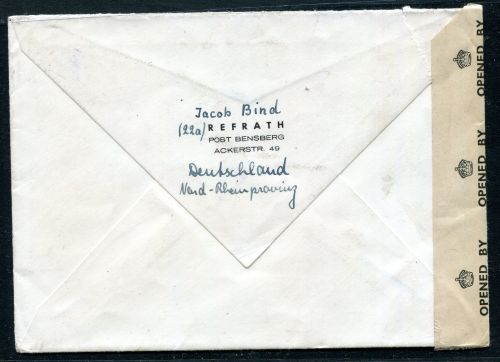 Jacob Bind
(22a) REFRATH
POST BENSBERG
ACKERSTR. 49
Deutschland
Nord-Rheinprovinz
OPENED BY
OPENED BY
OPENED BY